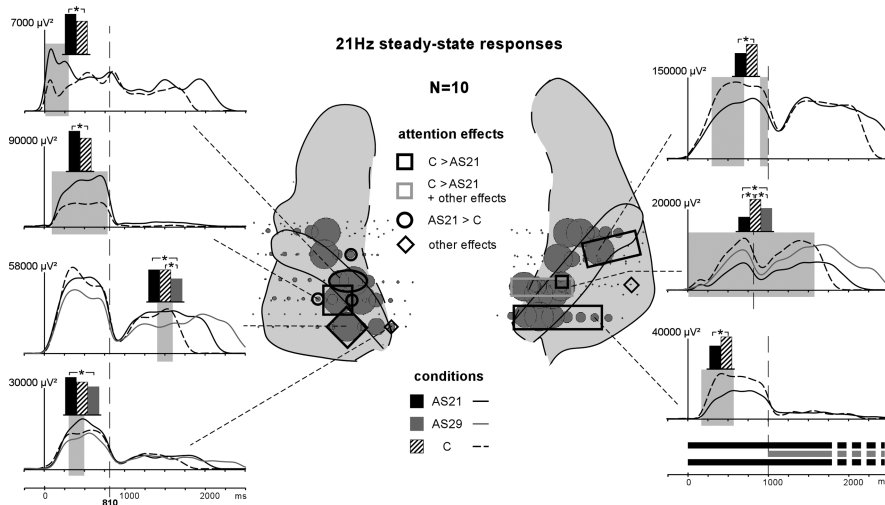 21Hz steady-state responses
N=10
7000 µV²
*
90000 µV²
*
58000 µV²
*
*
30000 µV²
*
0
810
1000
2000
ms
attention effects
C > AS21
C > AS21
+ other effects
AS21 > C
other effects
conditions
AS21
AS29
C
150000 µV²
*
20000 µV²
*
* *
40000 µV²
*
0
1000
2000
ms